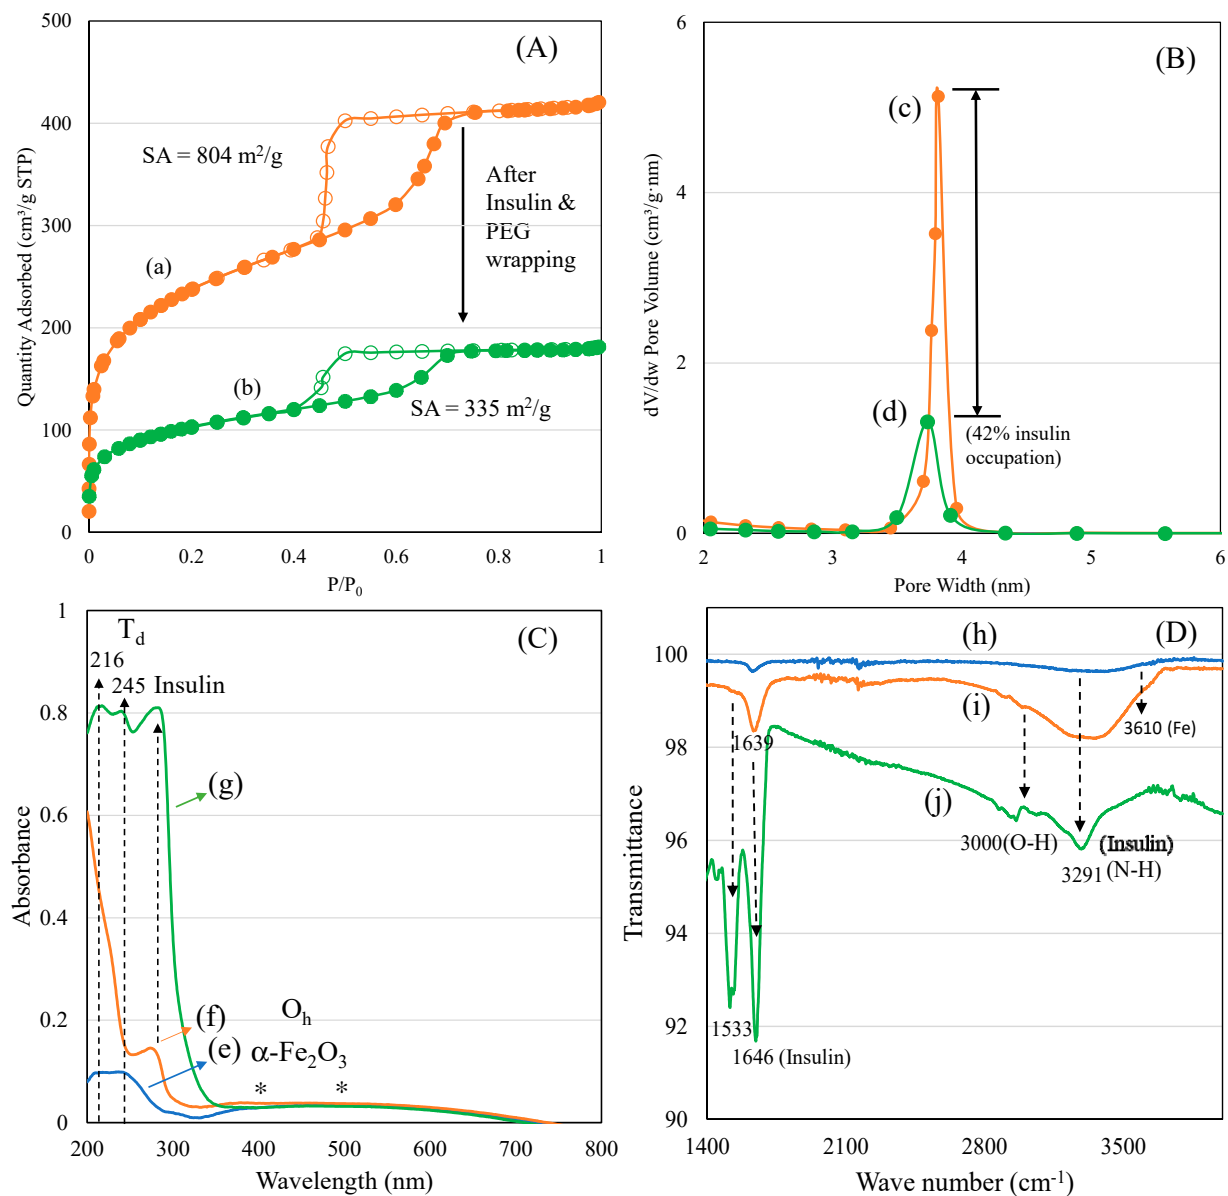 (A)
500
400
300
200
100
0
0
0.2
0.4
0.6
0.8
1
Quantity Adsorbed (cm³/g STP)
P/P₀
SA = 804 m²/g
After
Insulin &
PEG
wrapping
(a)
(b)
SA = 335 m²/g
(B)
6
4
2
0
2
3
4
5
6
dV/dw Pore Volume (cm³/g·nm)
Pore Width (nm)
(c)
(d)
(42% insulin
occupation)
(C)
1
0.8
0.6
0.4
0.2
0
200
300
400
500
600
700
800
Absorbance
Wavelength (nm)
T_d
216
245 Insulin
(g)
(f)
(e)
O_h
α-Fe₂O₃
* *
(D)
100
98
96
94
92
90
1400
2100
2800
3500
Transmittance
Wave number (cm⁻¹)
(h)
(i)
(j)
3610 (Fe)
1639
3000(O-H)
(Insulin)
3291 (N-H)
1533
1646 (Insulin)